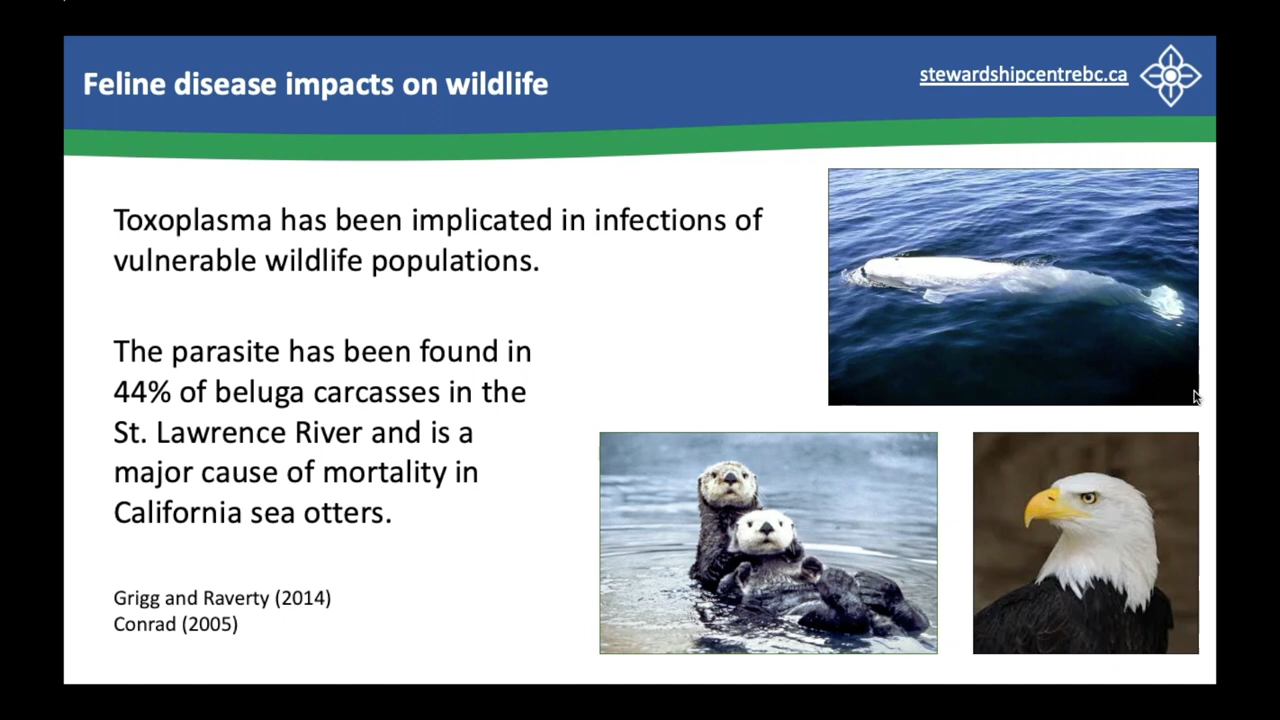 Feline disease impacts on wildlife
stewardshipcentrebc.ca
Toxoplasma has been implicated in infections of
vulnerable wildlife populations.
The parasite has been found in
44% of beluga carcasses in the
St. Lawrence River and is a
major cause of mortality in
California sea otters.
Grigg and Raverty (2014)
Conrad (2005)